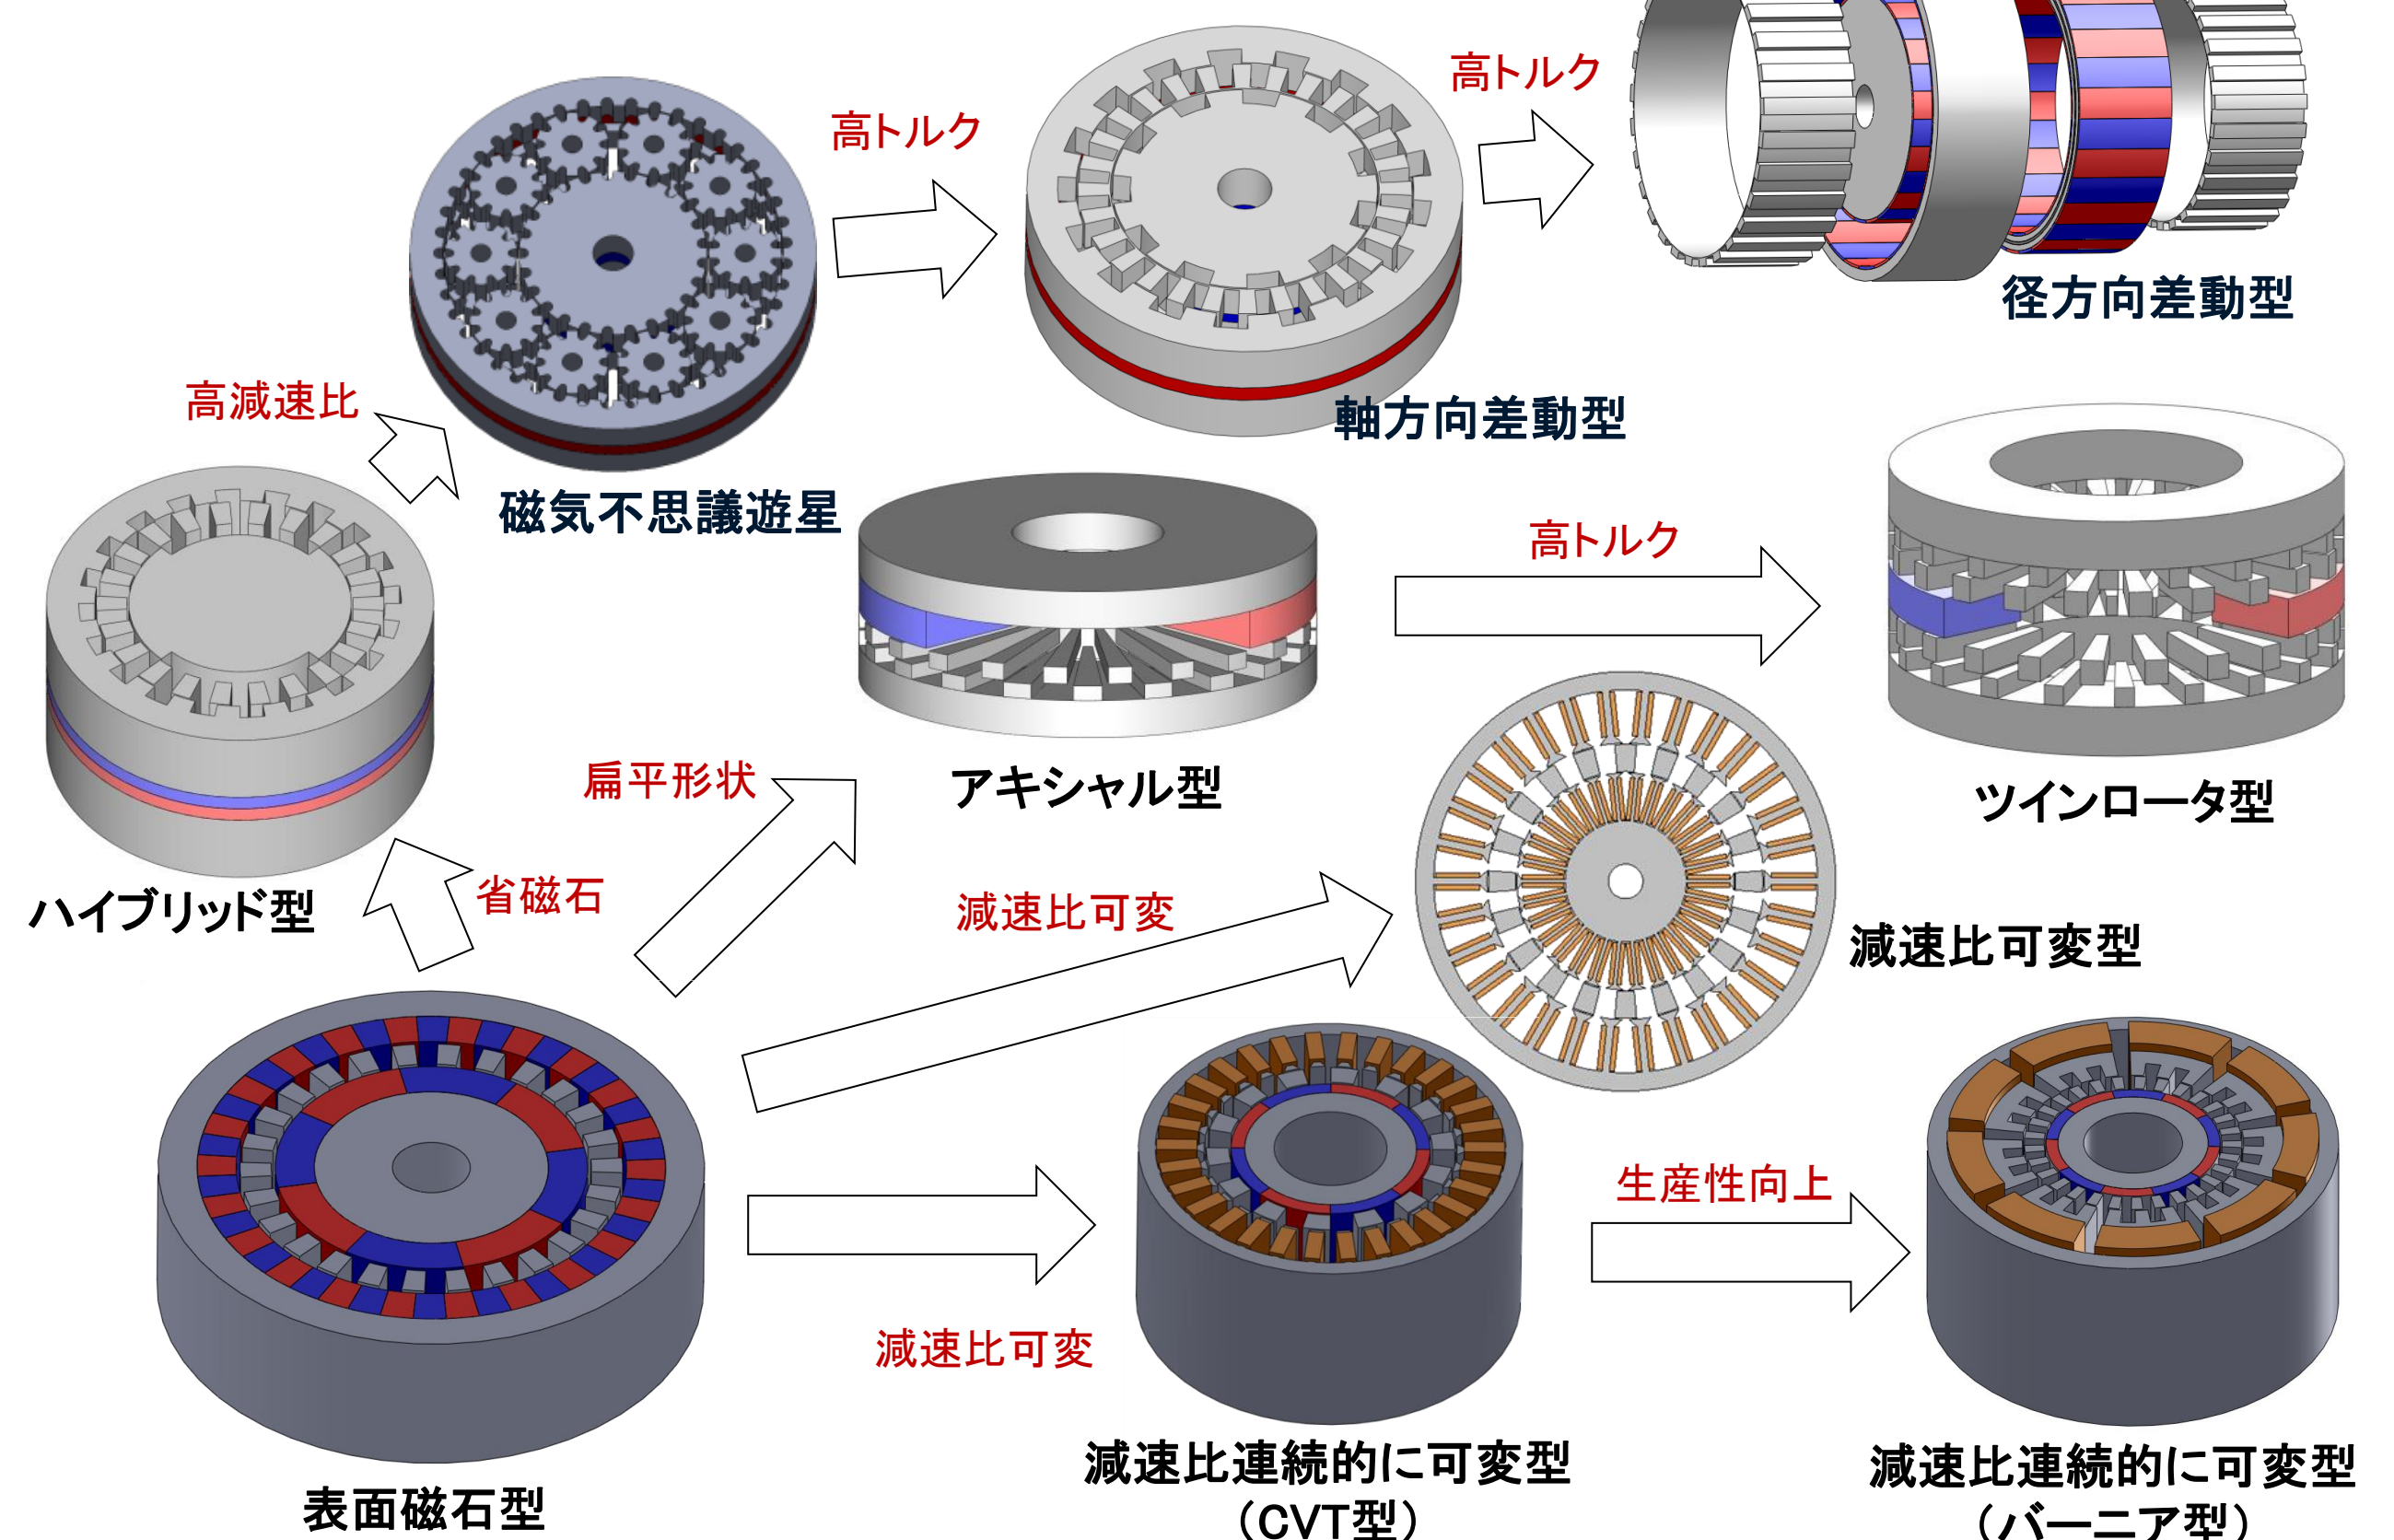 高トルク
高トルク
径方向差動型
高減速比
軸方向差動型
磁気不思議遊星
高トルク
扁平形状
アキシャル型
ツインロータ型
ハイブリッド型
省磁石
減速比可変
減速比可変型
生産性向上
減速比可変
表面磁石型
減速比連続的に可変型
（CVT型）
減速比連続的に可変型
（バーニア型）